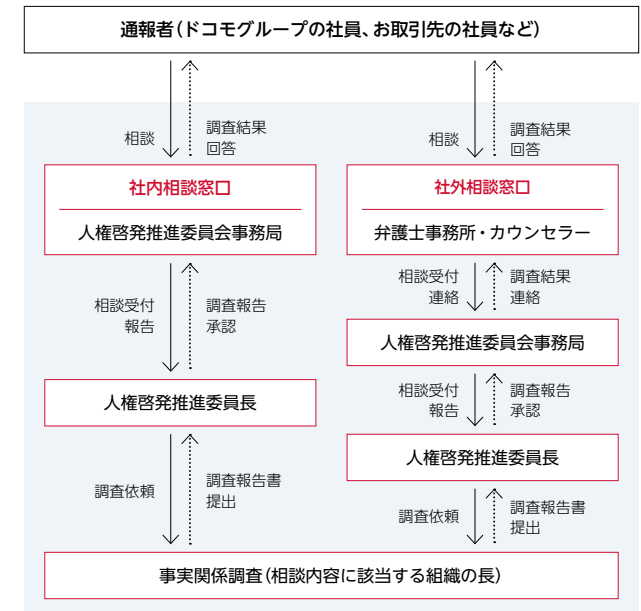 通報者（ドコモグループの社員、お取引先の社員など）
相談
調査結果
回答
社内相談窓口
人権啓発推進委員会事務局
相談受付
報告
調査報告
承認
人権啓発推進委員長
調査依頼
調査報告書
提出
相談
調査結果
回答
社外相談窓口
弁護士事務所・カウンセラー
相談受付
連絡
調査結果
連絡
人権啓発推進委員会事務局
相談受付
報告
調査報告
承認
人権啓発推進委員長
調査依頼
調査報告書
提出
事実関係調査（相談内容に該当する組織の長）